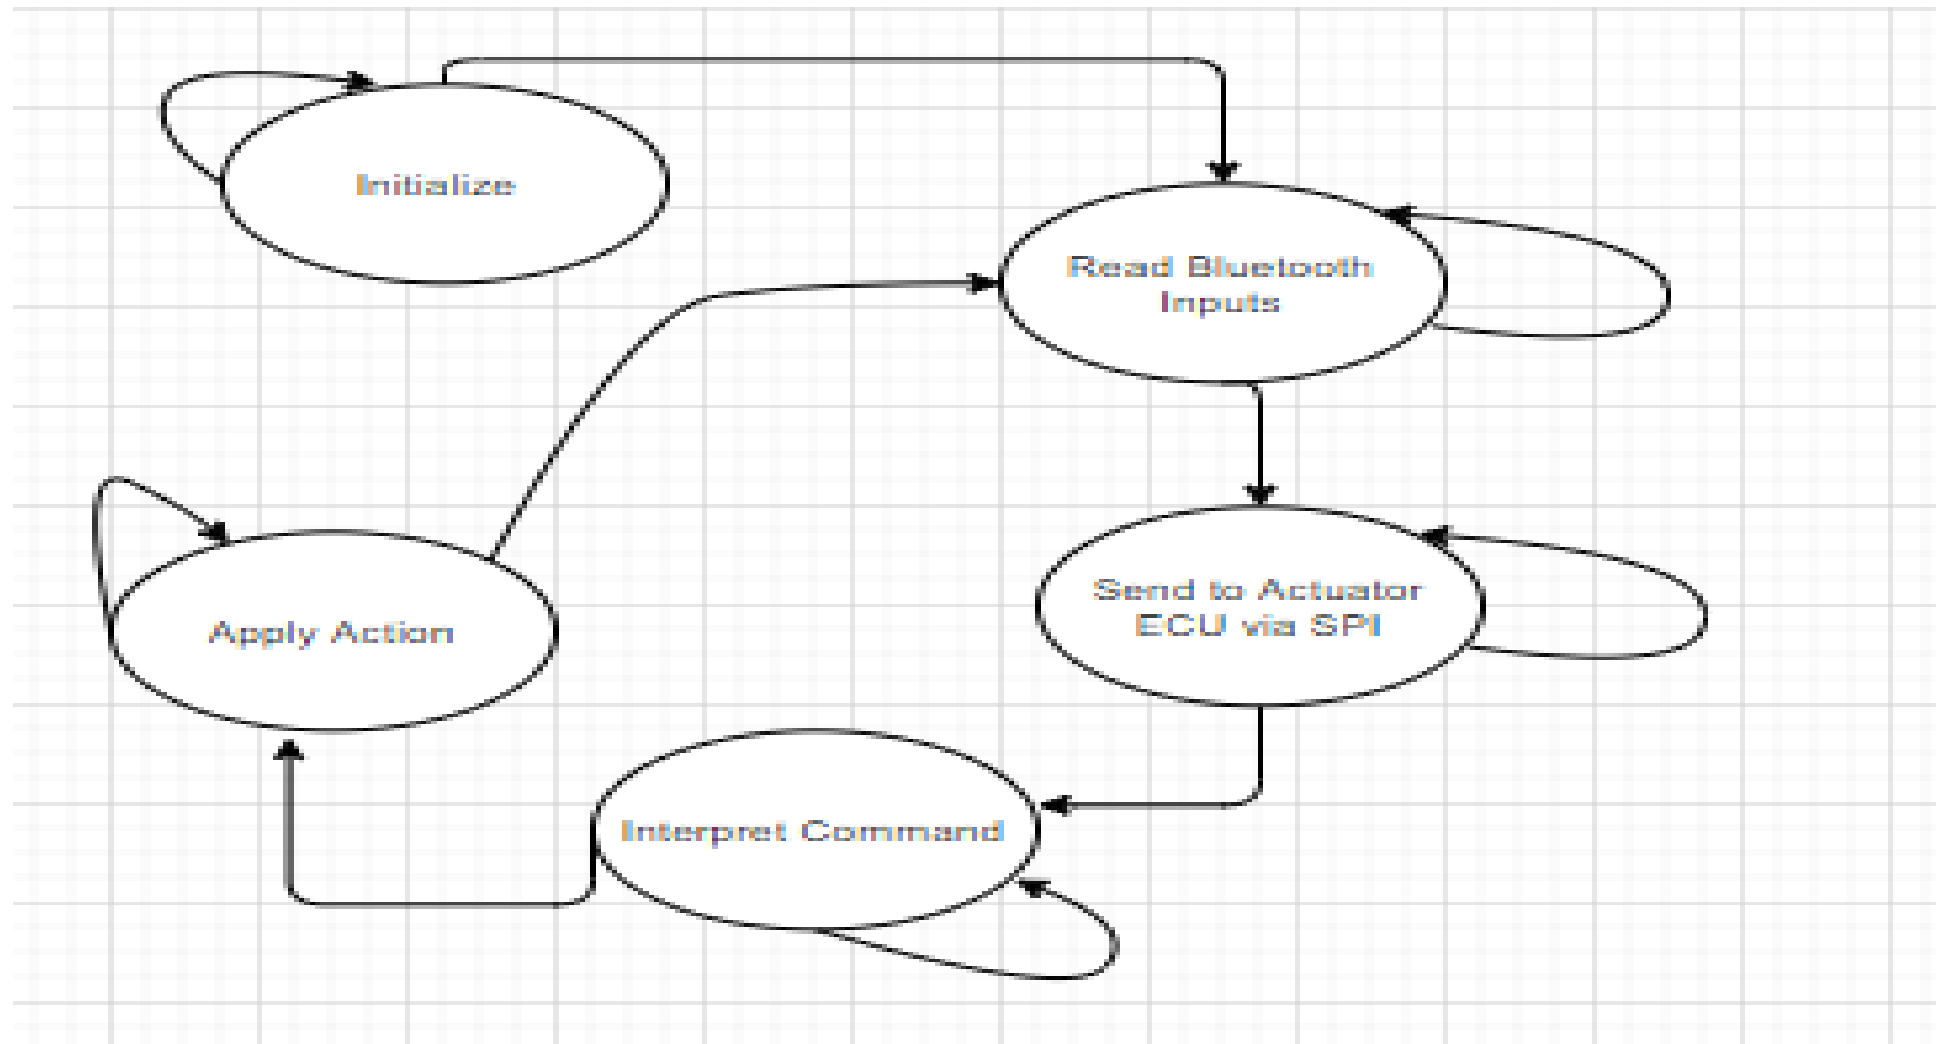 Initialize
Read Bluetooth
Inputs
Send to Actuator
ECU via SPI
Apply Action
Interpret Command